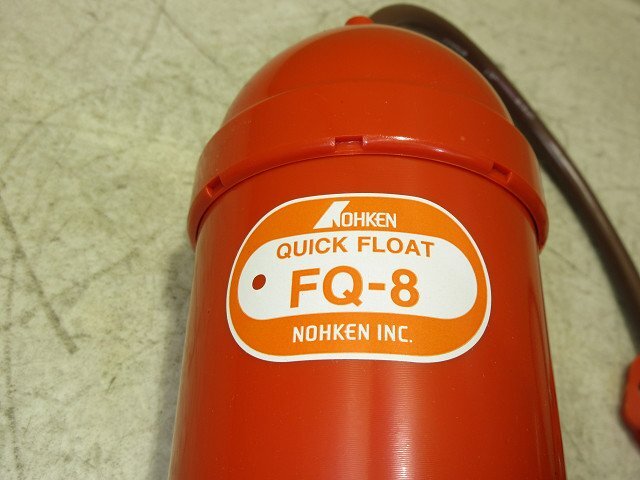 NOHKEN
QUICK FLOAT
FQ-8
NOHKEN INC.